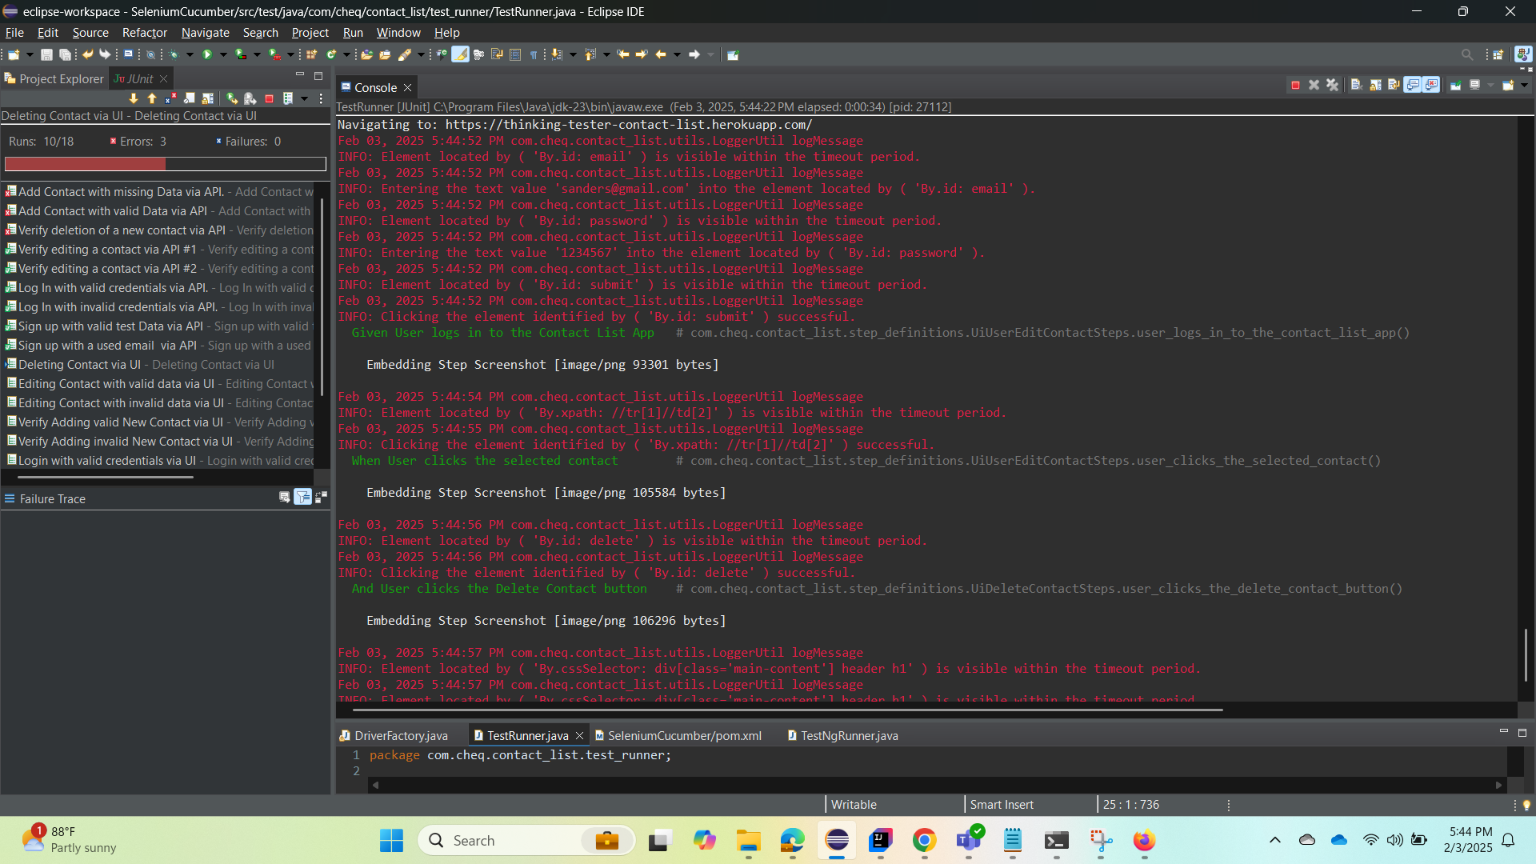 eclipse-workspace - SeleniumCucumber/src/test/java/com/cheq/contact_list/test_runner/TestRunner.java - Eclipse IDE
File Edit Source Refactor Navigate Search Project Run Window Help
Project Explorer JUnit
Console
Deleting Contact via UI - Deleting Contact via UI
TestRunner [JUnit] C:\Program Files\Java\jdk-23\bin\javaw.exe (Feb 3, 2025, 5:44:22 PM elapsed: 0:00:34) [pid: 27112]
Runs: 10/18 Errors: 3 Failures: 0
Add Contact with missing Data via API. - Add Contact w
Add Contact with valid Data via API - Add Contact with
Verify deletion of a new contact via API - Verify deletion
Verify editing a contact via API #1 - Verify editing a cont
Verify editing a contact via API #2 - Verify editing a cont
Log In with valid credentials via API. - Log In with valid c
Log In with invalid credentials via API. - Log In with inva
Sign up with valid test Data via API - Sign up with valid
Sign up with a used email via API - Sign up with a used
Deleting Contact via UI - Deleting Contact via UI
Editing Contact with valid data via UI - Editing Contact
Editing Contact with invalid data via UI - Editing Contac
Verify Adding valid New Contact via UI - Verify Adding
Verify Adding invalid New Contact via UI - Verify Adding
Login with valid credentials via UI - Login with valid cre
Failure Trace
Navigating to: https://thinking-tester-contact-list.herokuapp.com/
Feb 03, 2025 5:44:52 PM com.cheq.contact_list.utils.LoggerUtil logMessage
INFO: Element located by ( 'By.id: email' ) is visible within the timeout period.
Feb 03, 2025 5:44:52 PM com.cheq.contact_list.utils.LoggerUtil logMessage
INFO: Entering the text value 'sanders@gmail.com' into the element located by ( 'By.id: email' ).
Feb 03, 2025 5:44:52 PM com.cheq.contact_list.utils.LoggerUtil logMessage
INFO: Element located by ( 'By.id: password' ) is visible within the timeout period.
Feb 03, 2025 5:44:52 PM com.cheq.contact_list.utils.LoggerUtil logMessage
INFO: Entering the text value '1234567' into the element located by ( 'By.id: password' ).
Feb 03, 2025 5:44:52 PM com.cheq.contact_list.utils.LoggerUtil logMessage
INFO: Element located by ( 'By.id: submit' ) is visible within the timeout period.
Feb 03, 2025 5:44:52 PM com.cheq.contact_list.utils.LoggerUtil logMessage
INFO: Clicking the element identified by ( 'By.id: submit' ) successful.
Given User logs in to the Contact List App # com.cheq.contact_list.step_definitions.UiUserEditContactSteps.user_logs_in_to_the_contact_list_app()
Embedding Step Screenshot [image/png 93301 bytes]
Feb 03, 2025 5:44:54 PM com.cheq.contact_list.utils.LoggerUtil logMessage
INFO: Element located by ( 'By.xpath: //tr[1]//td[2]' ) is visible within the timeout period.
Feb 03, 2025 5:44:55 PM com.cheq.contact_list.utils.LoggerUtil logMessage
INFO: Clicking the element identified by ( 'By.xpath: //tr[1]//td[2]' ) successful.
When User clicks the selected contact # com.cheq.contact_list.step_definitions.UiUserEditContactSteps.user_clicks_the_selected_contact()
Embedding Step Screenshot [image/png 105584 bytes]
Feb 03, 2025 5:44:56 PM com.cheq.contact_list.utils.LoggerUtil logMessage
INFO: Element located by ( 'By.id: delete' ) is visible within the timeout period.
Feb 03, 2025 5:44:56 PM com.cheq.contact_list.utils.LoggerUtil logMessage
INFO: Clicking the element identified by ( 'By.id: delete' ) successful.
And User clicks the Delete Contact button # com.cheq.contact_list.step_definitions.UiDeleteContactSteps.user_clicks_the_delete_contact_button()
Embedding Step Screenshot [image/png 106296 bytes]
Feb 03, 2025 5:44:57 PM com.cheq.contact_list.utils.LoggerUtil logMessage
INFO: Element located by ( 'By.cssSelector: div[class='main-content'] header h1' ) is visible within the timeout period.
Feb 03, 2025 5:44:57 PM com.cheq.contact_list.utils.LoggerUtil logMessage
INFO: Element located by ( 'By.cssSelector: div[class='main-content'] header h1' ) is visible within the timeout period.
DriverFactory.java TestRunner.java SeleniumCucumber/pom.xml TestNgRunner.java
1 package com.cheq.contact_list.test_runner;
2
Writable Smart Insert 25 : 1 : 736
1
88°F
Partly sunny
Search
5:44 PM
2/3/2025